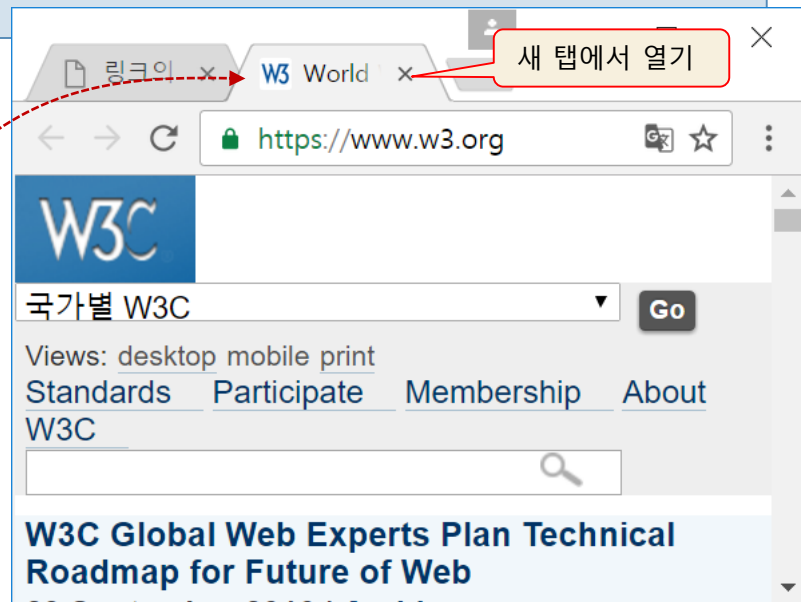 새 탭에서 열기
링크의
W3 World
https://www.w3.org
W3C
국가별 W3C
Go
Views: desktop mobile print
Standards Participate Membership About
W3C
W3C Global Web Experts Plan Technical
Roadmap for Future of Web